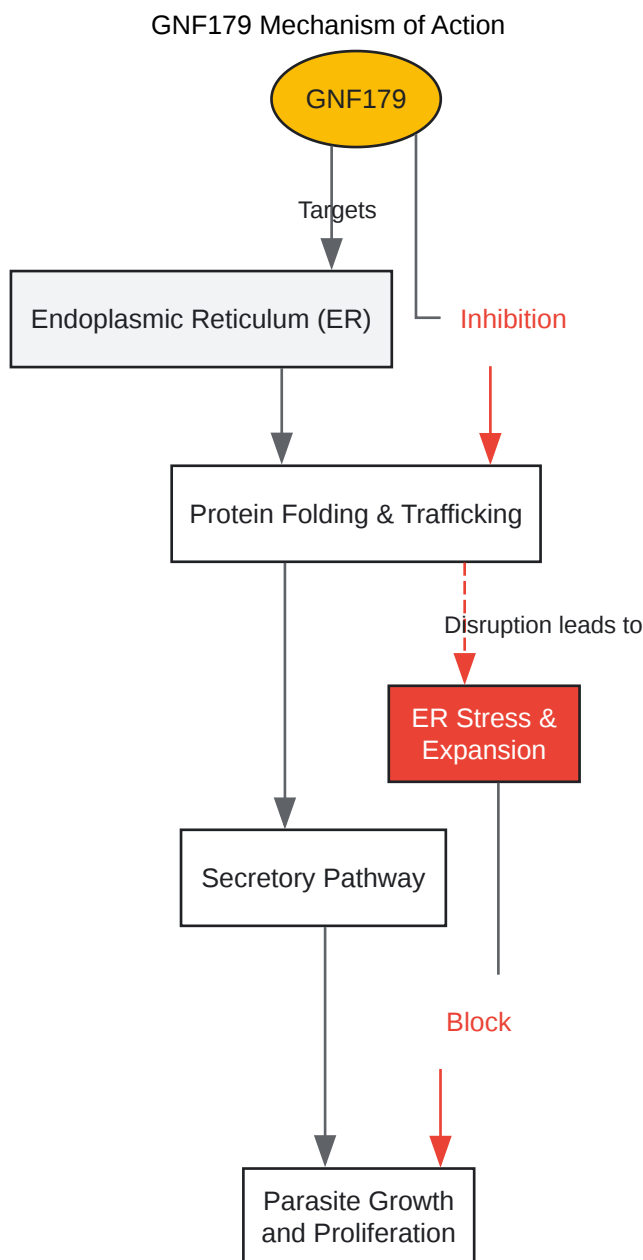 GNF179 Mechanism of Action
GNF179
Targets
Endoplasmic Reticulum (ER)
Inhibition
Protein Folding & Trafficking
Disruption leads to
ER Stress &
Expansion
Secretory Pathway
Block
Parasite Growth
and Proliferation